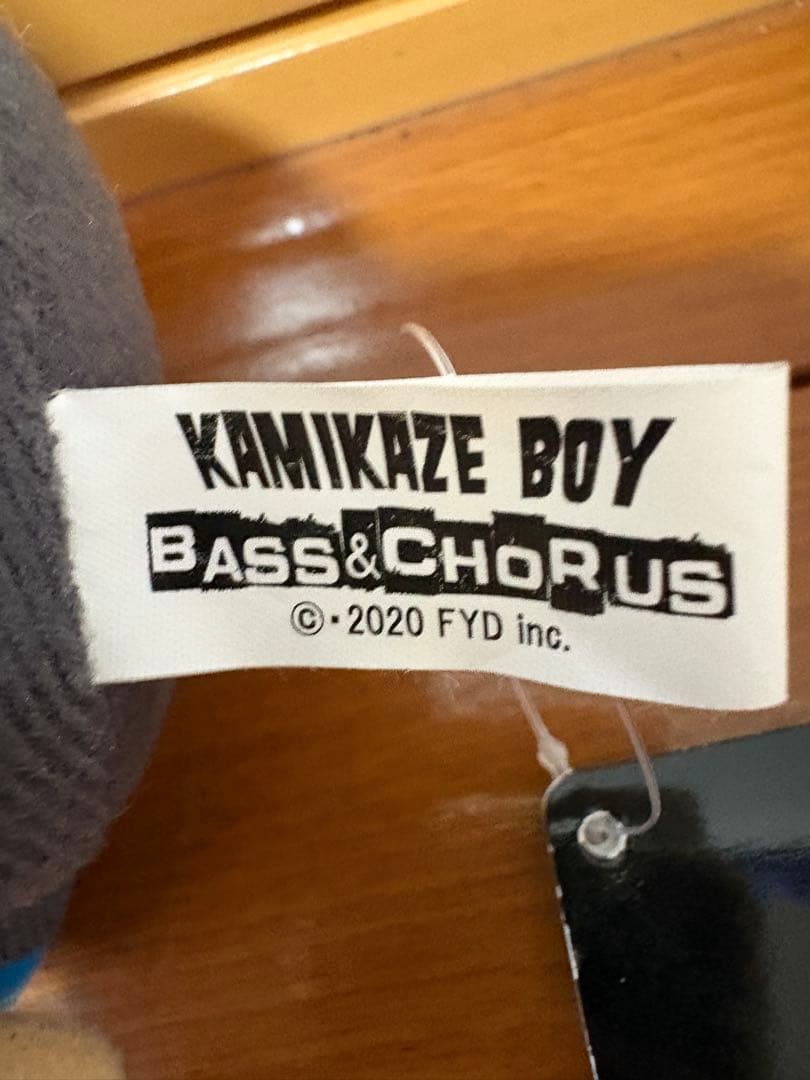 KAMIKAZE BOY
BASS&CHORUS
©・2020 FYD inc.